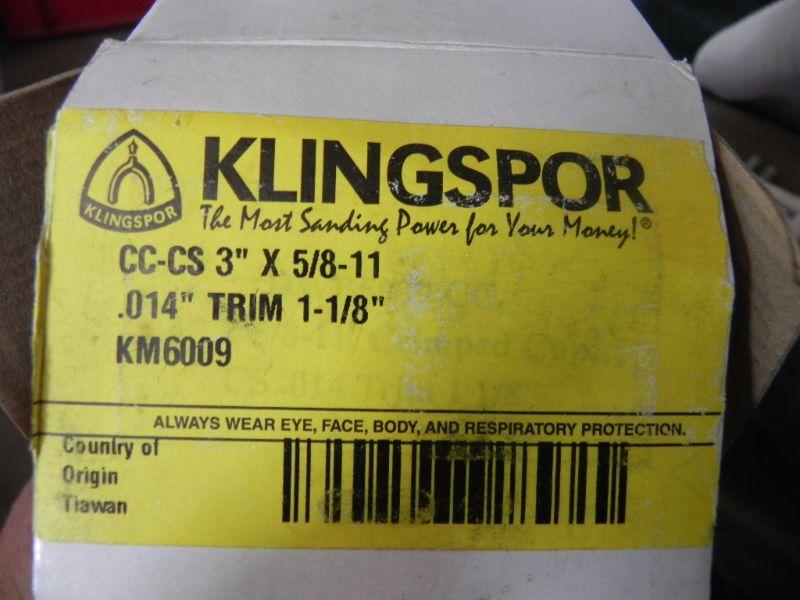 KLINGSPOR
KLINGSPOR
The Most Sanding Power for Your Money!®
CC-CS 3" X 5/8-11
.014" TRIM 1-1/8"
KM6009
ALWAYS WEAR EYE, FACE, BODY, AND RESPIRATORY PROTECTION.
Country of
Origin
Tiawan